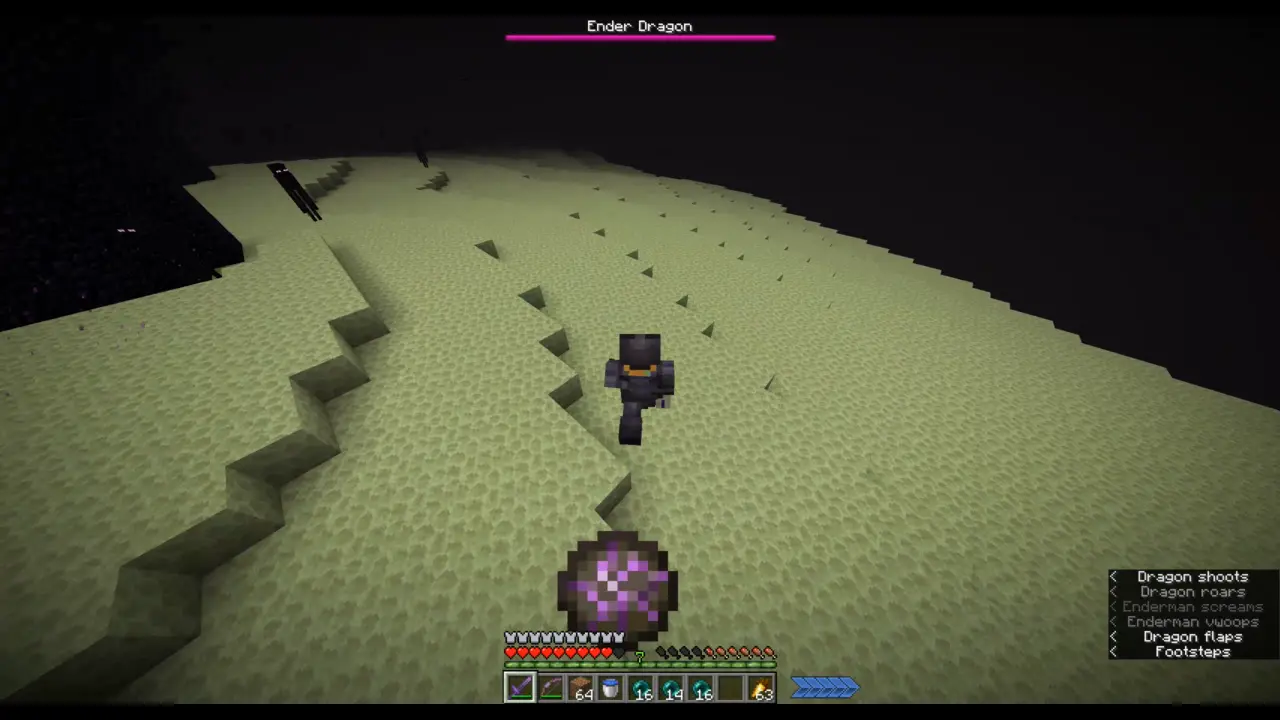 Ender Dragon
< Dragon shoots
< Dragon roars
< Enderman screams
< Enderman vwoops
< Dragon flaps
< Footsteps
7
64 16 14 16 63